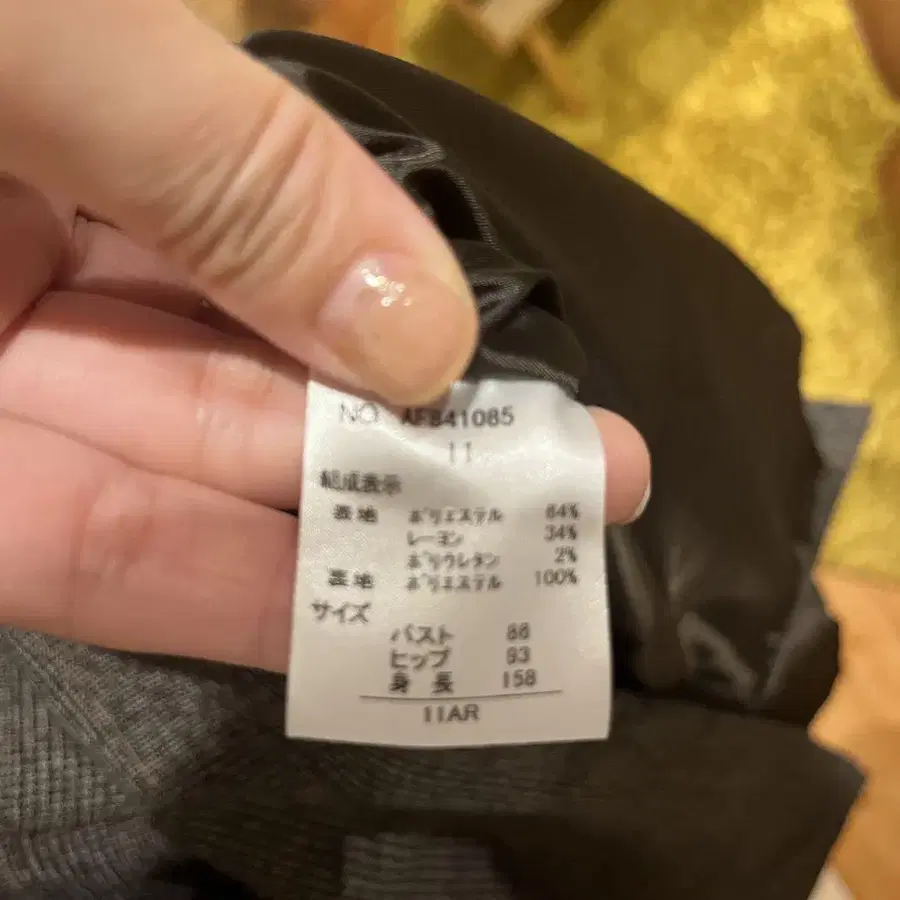 NO AF841085
11
組成表示
表地 ポリエステル 64%
レーヨン 34%
ポリウレタン 2%
裏地 ポリエステル 100%
サイズ
バスト 88
ヒップ 93
身長 158
11AR